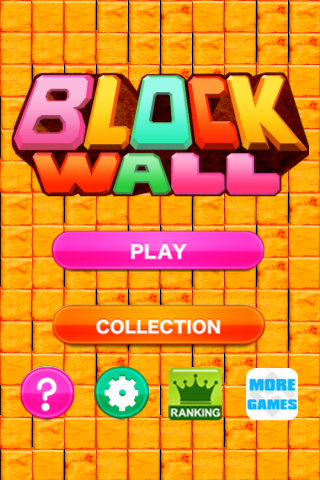 BLOCK
WALL
PLAY
COLLECTION
?
RANKING
MORE
GAMES